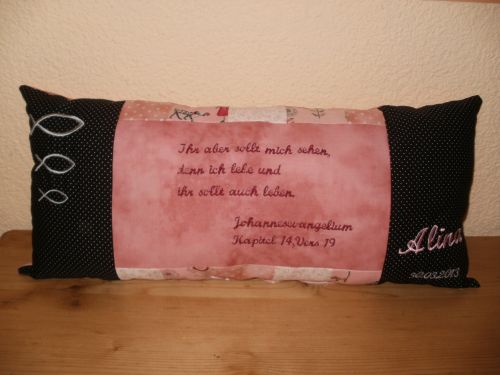 Ihr aber sollt mich sehen,
denn ich lebe und
ihr sollt auch leben.
Johannesevangelium
Kapitel 14,Vers 19
Alina